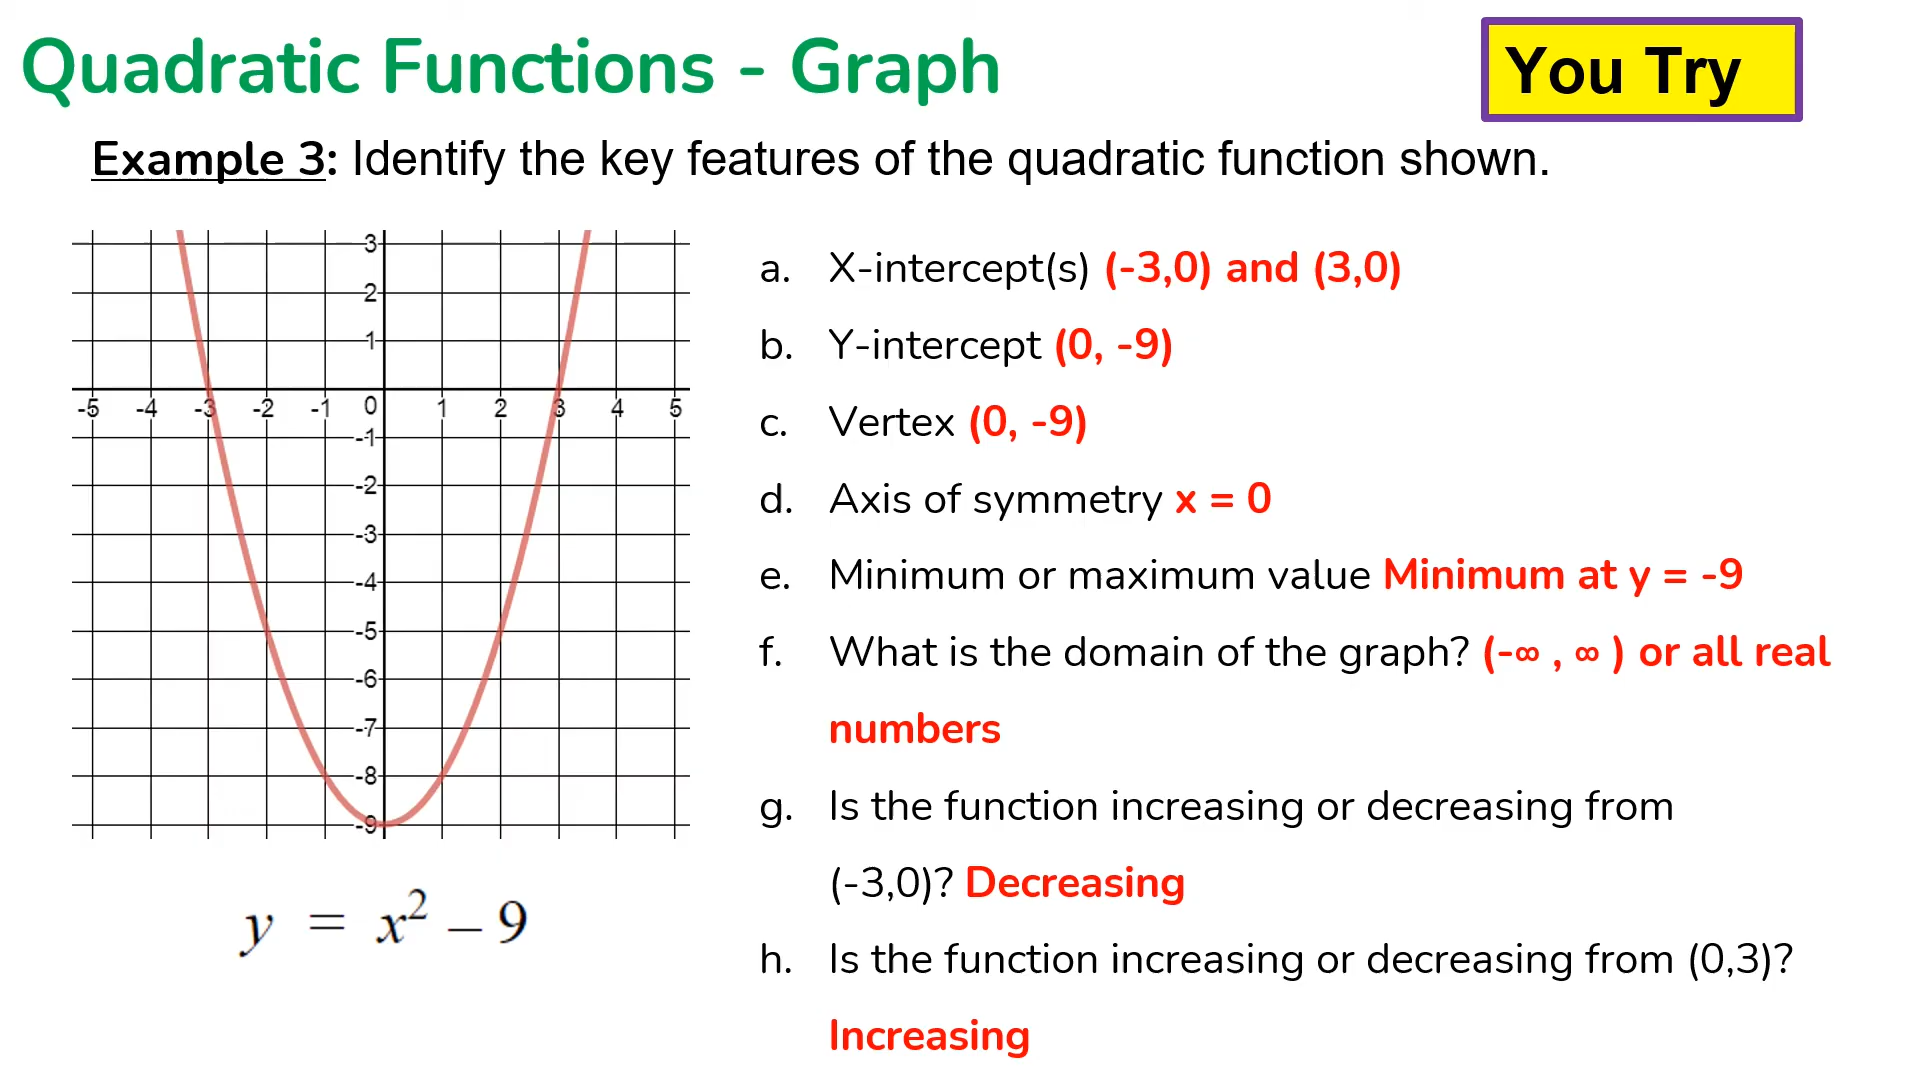 Quadratic Functions - Graph
You Try
Example 3: Identify the key features of the quadratic function shown.
3
2
1
-5 -4 -3 -2 -1 0 1 2 3 4 5
-1
-2
-3
-4
-5
-6
-7
-8
-9
y = x² – 9
a. X-intercept(s) (-3,0) and (3,0)
b. Y-intercept (0, -9)
c. Vertex (0, -9)
d. Axis of symmetry x = 0
e. Minimum or maximum value Minimum at y = -9
f. What is the domain of the graph? (-∞ , ∞ ) or all real
numbers
g. Is the function increasing or decreasing from
(-3,0)? Decreasing
h. Is the function increasing or decreasing from (0,3)?
Increasing